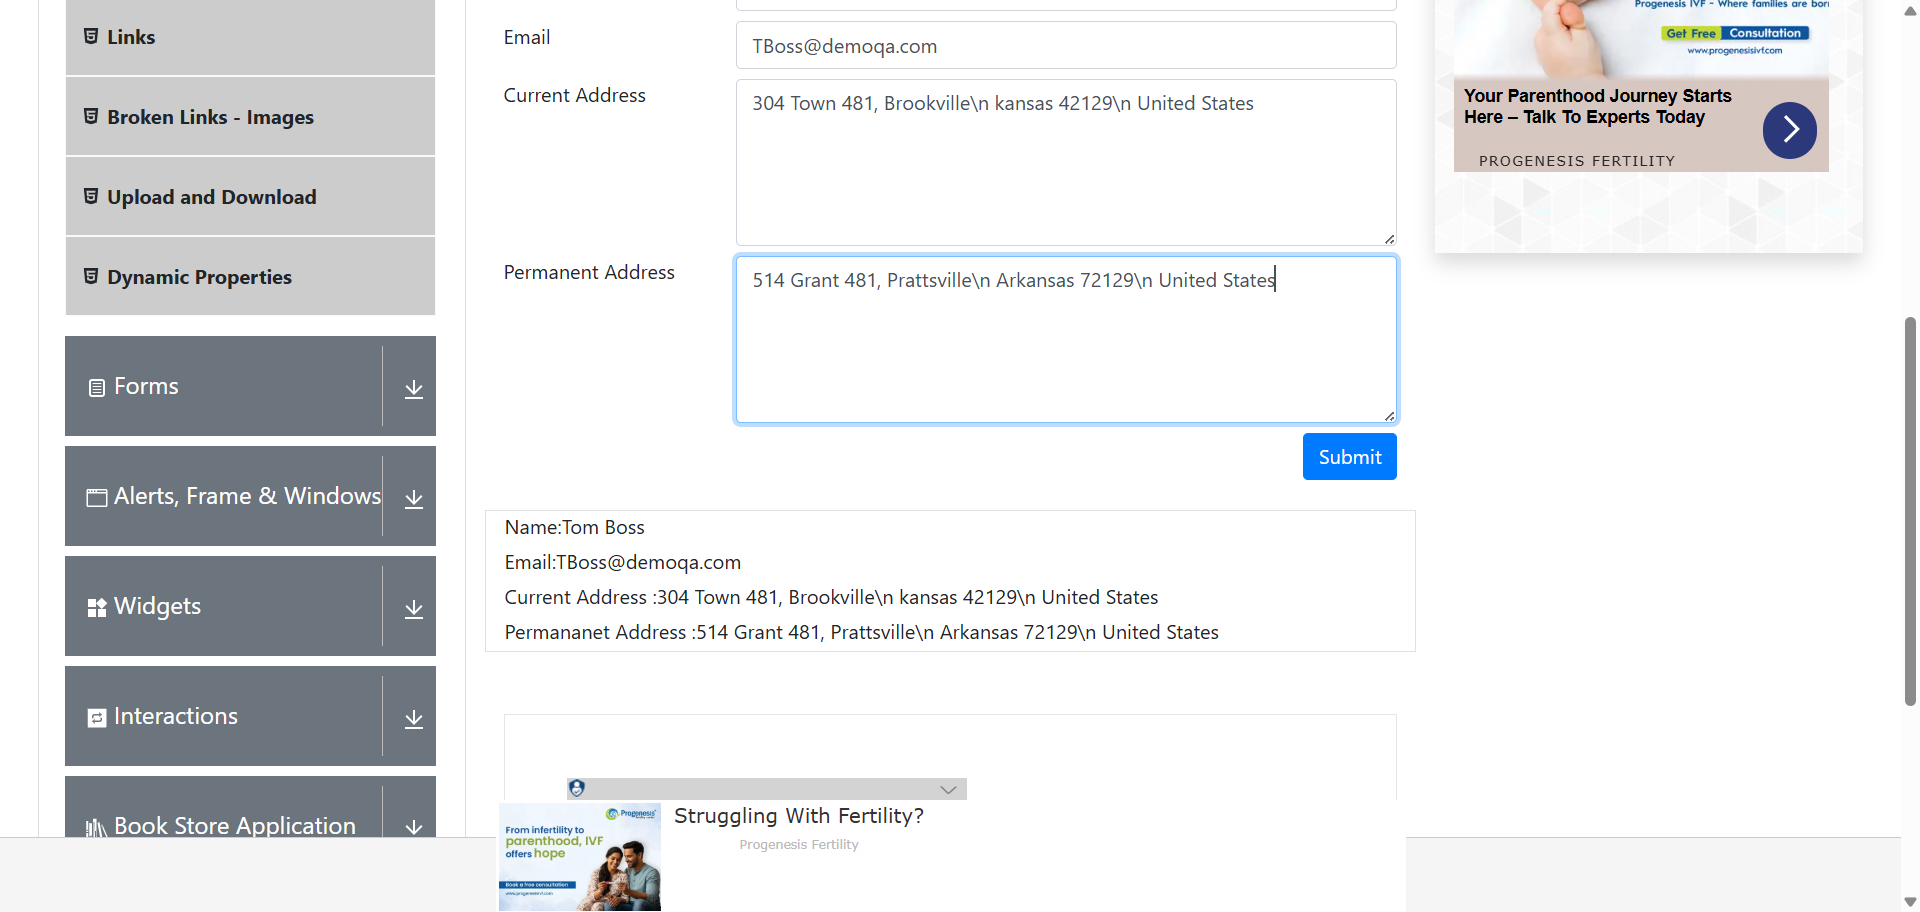 Links
Broken Links - Images
Upload and Download
Dynamic Properties
Forms
Alerts, Frame & Windows
Widgets
Interactions
Book Store Application
Email
TBoss@demoqa.com
Current Address
304 Town 481, Brookville\n kansas 42129\n United States
Permanent Address
514 Grant 481, Prattsville\n Arkansas 72129\n United States
Submit
Name:Tom Boss
Email:TBoss@demoqa.com
Current Address :304 Town 481, Brookville\n kansas 42129\n United States
Permananet Address :514 Grant 481, Prattsville\n Arkansas 72129\n United States
Progenesis
From infertility to
parenthood, IVF
offers hope
Book a free consultation
www.progenesisivf.com
Struggling With Fertility?
Progenesis Fertility
Progenesis IVF - Where families are
Get Free Consultation
www.progenesisivf.com
Your Parenthood Journey Starts
Here – Talk To Experts Today
PROGENESIS FERTILITY